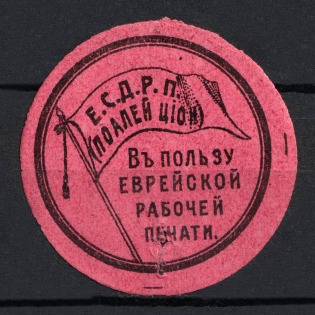 Е.С.Д.Р.П.
(ПОАЛЕЙ ЦІОН)
ВЪ ПОЛЬЗУ
ЕВРЕЙСКОЙ
РАБОЧЕЙ
ПЕЧАТИ.